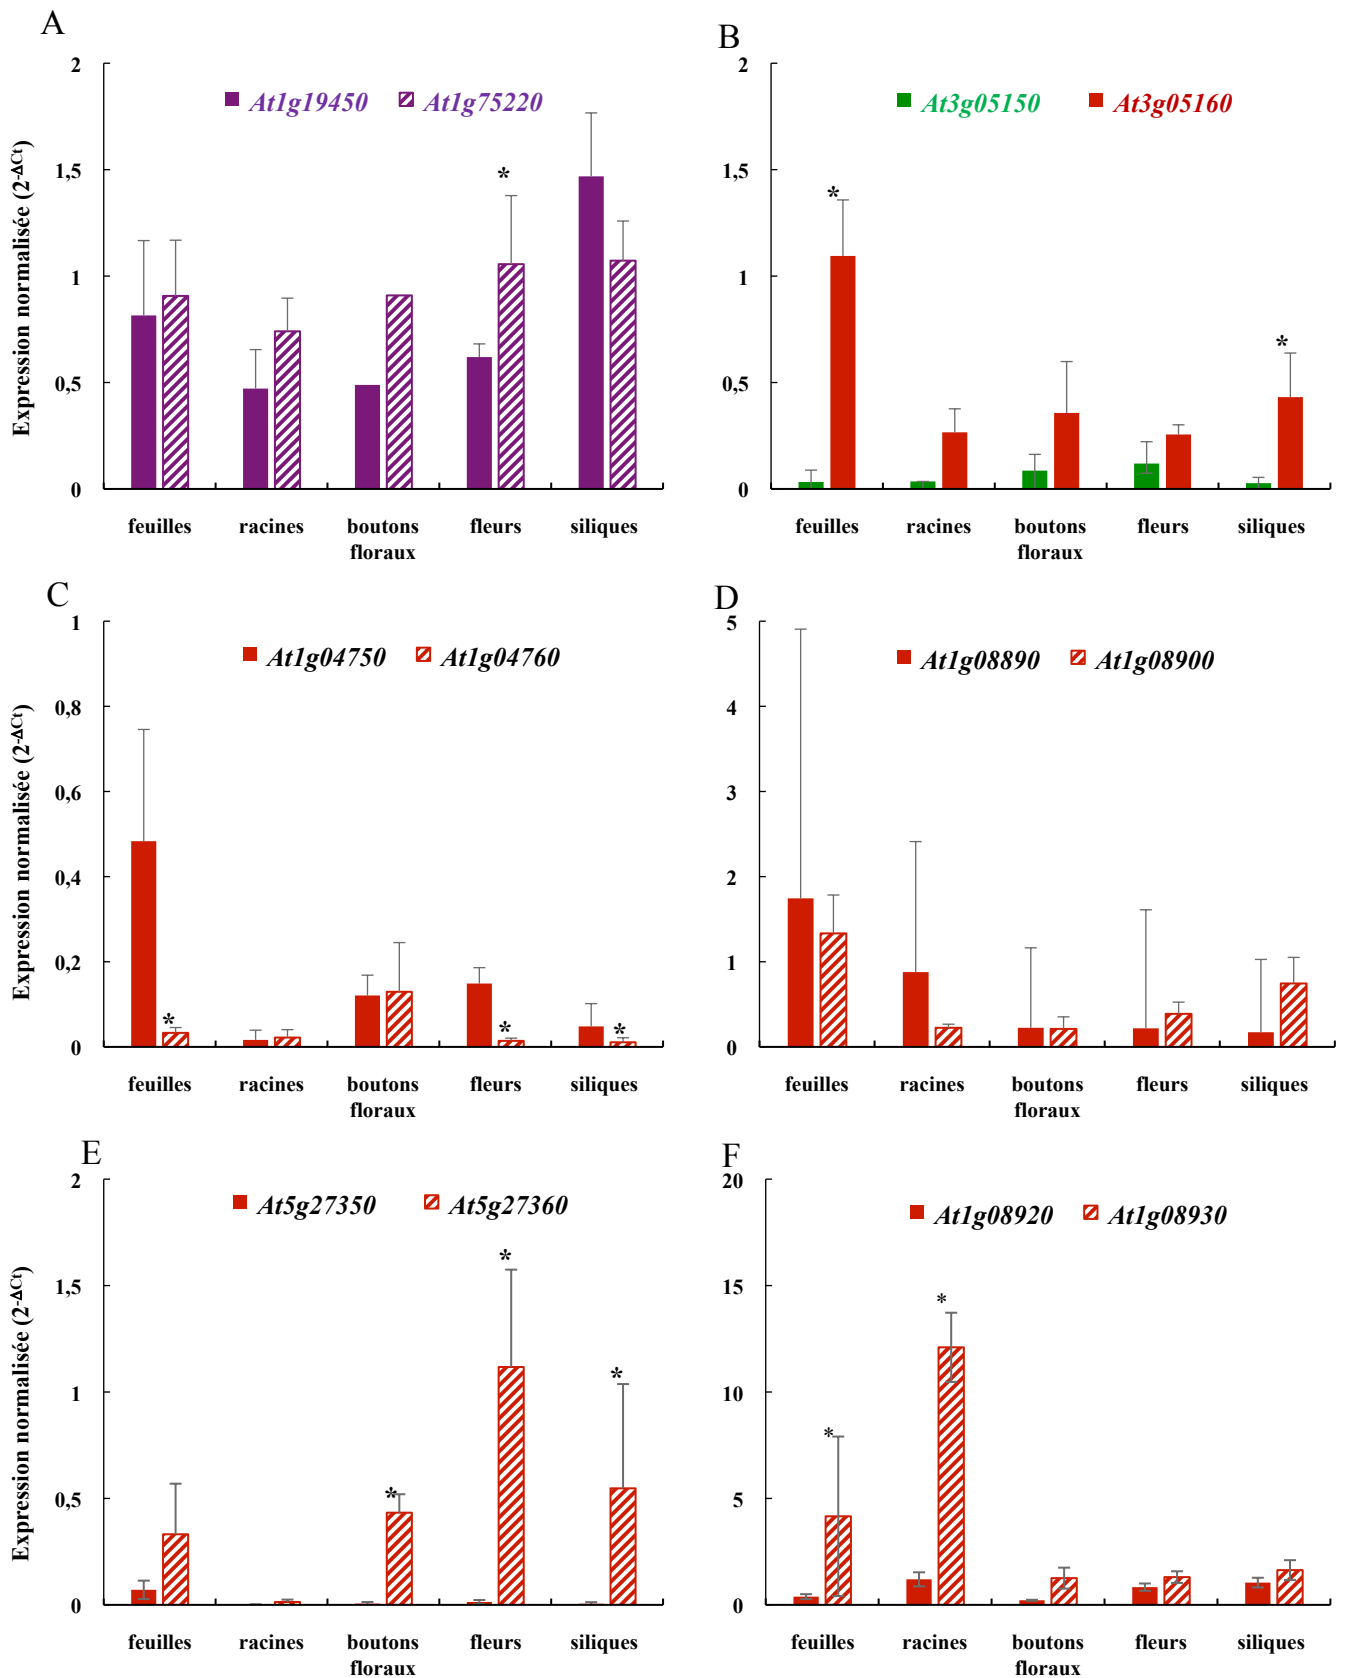 A
B
2
1,5
1
0,5
0
Expression normalisée (2-ΔCt)
At1g19450 At1g75220
*
feuilles racines boutons fleurs siliques
floraux
2
1,5
1
0,5
0
At3g05150 At3g05160
*
*
feuilles racines boutons fleurs siliques
floraux
C
D
1
0,8
0,6
0,4
0,2
0
Expression normalisée (2-ΔCt)
At1g04750 At1g04760
*
*
*
feuilles racines boutons fleurs siliques
floraux
5
4
3
2
1
0
At1g08890 At1g08900
feuilles racines boutons fleurs siliques
floraux
E
F
2
1,5
1
0,5
0
Expression normalisée (2-ΔCt)
At5g27350 At5g27360
*
*
*
feuilles racines boutons fleurs siliques
floraux
20
15
10
5
0
At1g08920 At1g08930
*
*
feuilles racines boutons fleurs siliques
floraux